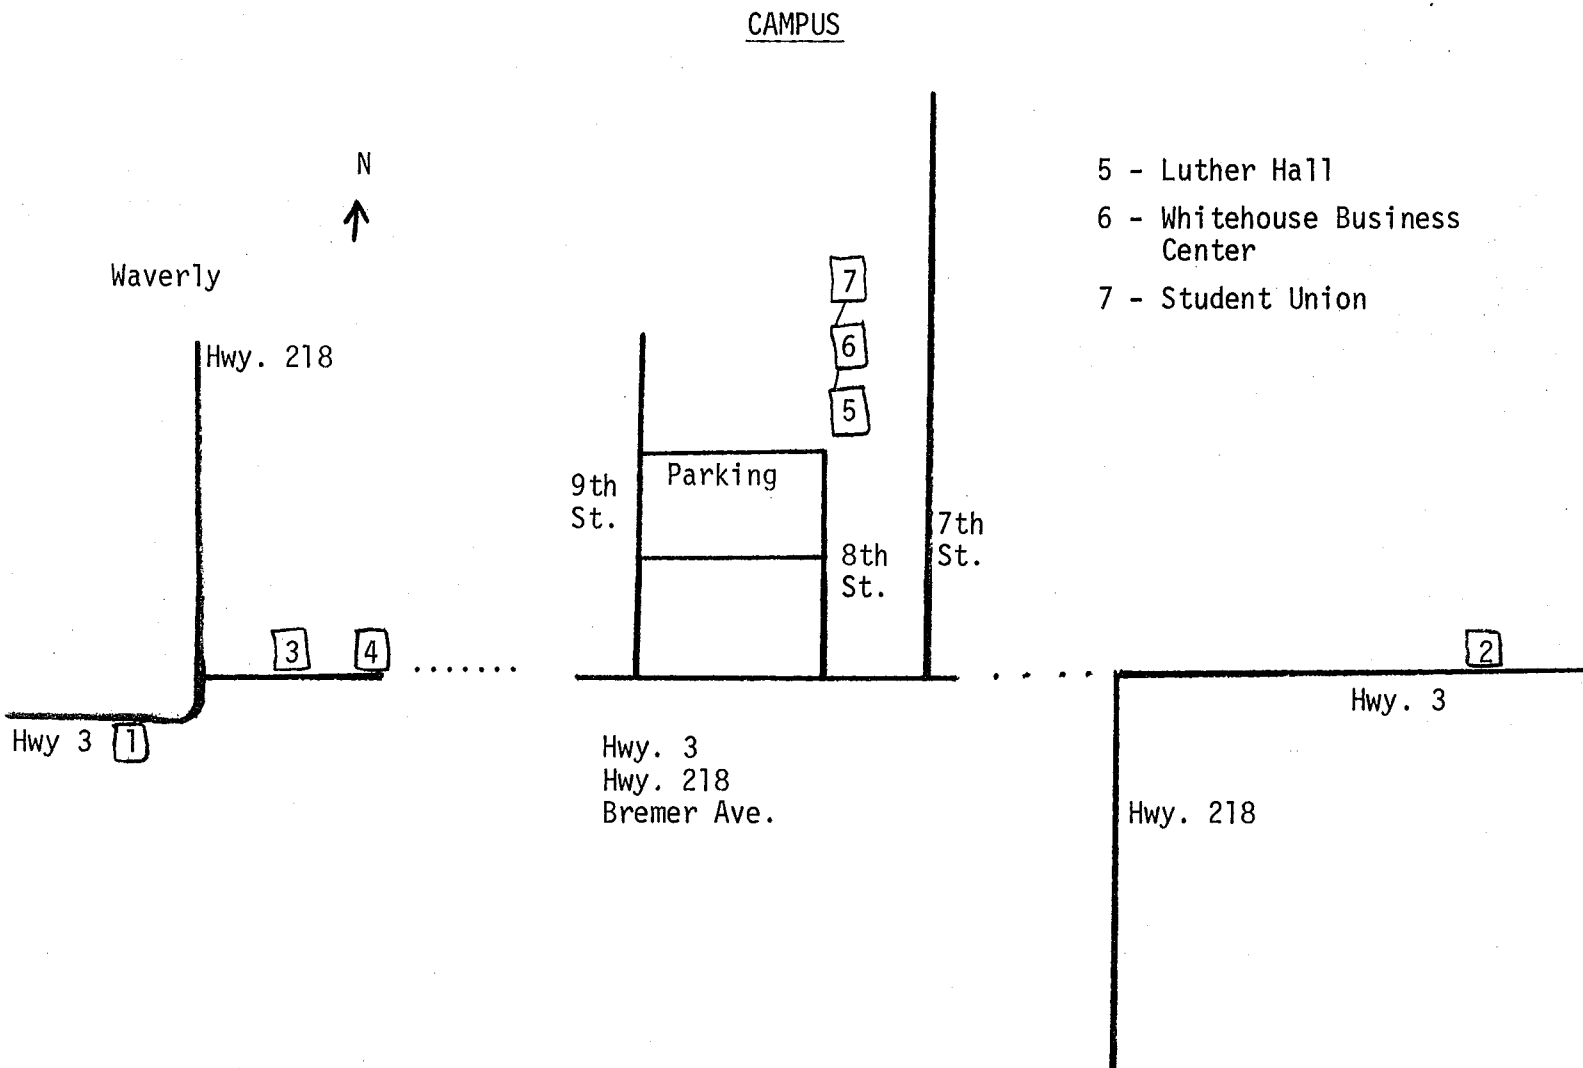 CAMPUS
N
5 - Luther Hall
6 - Whitehouse Business
Center
7 - Student Union
Waverly
7
Hwy. 218
6
5
Parking
9th
St.
7th
St.
8th
St.
3
4
2
Hwy. 3
Hwy 3
1
Hwy. 3
Hwy. 218
Bremer Ave.
Hwy. 218